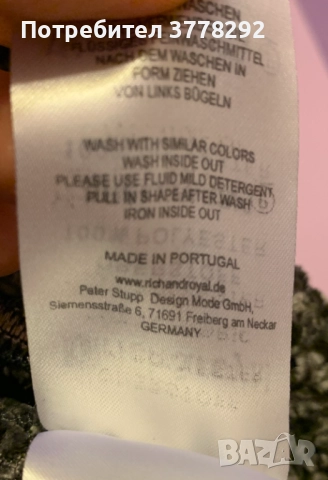 Потребител 3778292
WASCHEN
FLÜSSIG
WASCHMITTEL
NACH DEM WASCHEN IN
FORM ZIEHEN
VON LINKS BÜGELN
WASH WITH SIMILAR COLORS
WASH INSIDE OUT
PLEASE USE FLUID MILD DETERGENT
PULL IN SHAPE AFTER WASH
IRON INSIDE OUT
MADE IN PORTUGAL
www.richandroyal.de
Peter Stupp Design Mode GmbH,
Siemensstraße 6, 71691 Freiberg am Neckar
GERMANY
BAZAR